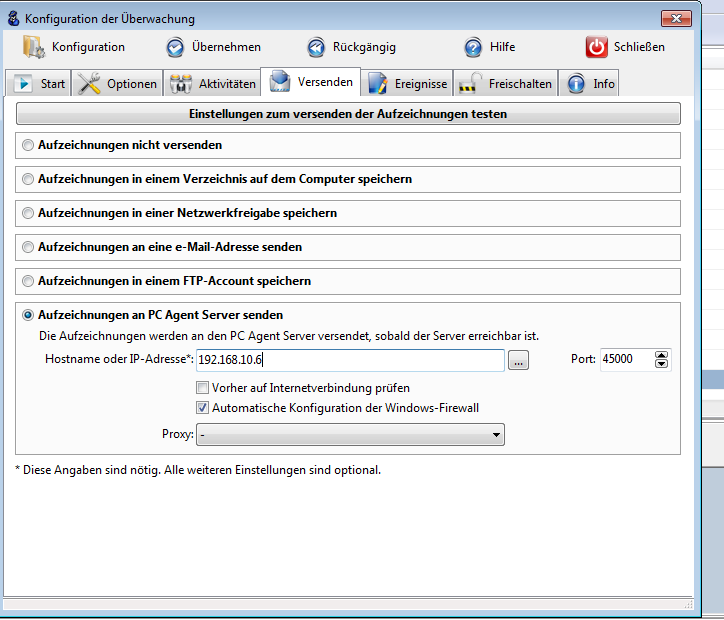 Konfiguration der Überwachung
Konfiguration Übernehmen Rückgängig Hilfe Schließen
Start Optionen Aktivitäten Versenden Ereignisse Freischalten Info
Einstellungen zum versenden der Aufzeichnungen testen
Aufzeichnungen nicht versenden
Aufzeichnungen in einem Verzeichnis auf dem Computer speichern
Aufzeichnungen in einer Netzwerkfreigabe speichern
Aufzeichnungen an eine e-Mail-Adresse senden
Aufzeichnungen in einem FTP-Account speichern
Aufzeichnungen an PC Agent Server senden
Die Aufzeichnungen werden an den PC Agent Server versendet, sobald der Server erreichbar ist.
Hostname oder IP-Adresse*: 192.168.10.6 ... Port: 45000
Vorher auf Internetverbindung prüfen
Automatische Konfiguration der Windows-Firewall
Proxy: -
* Diese Angaben sind nötig. Alle weiteren Einstellungen sind optional.